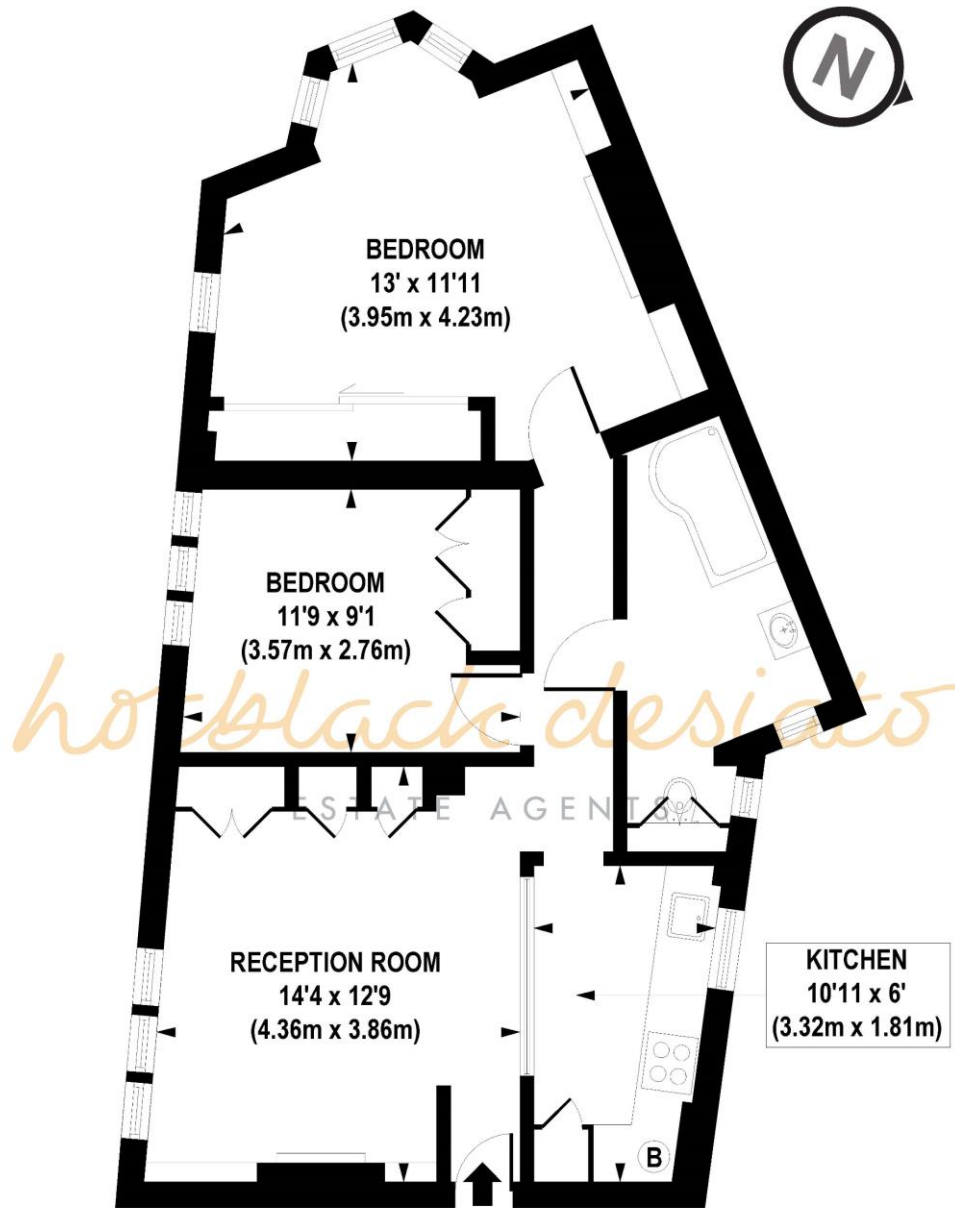 N
BEDROOM
13' x 11'11
(3.95m x 4.23m)
BEDROOM
11'9 x 9'1
(3.57m x 2.76m)
hotblack desiato
ESTATE AGENTS
RECEPTION ROOM
14'4 x 12'9
(4.36m x 3.86m)
KITCHEN
10'11 x 6'
(3.32m x 1.81m)
B